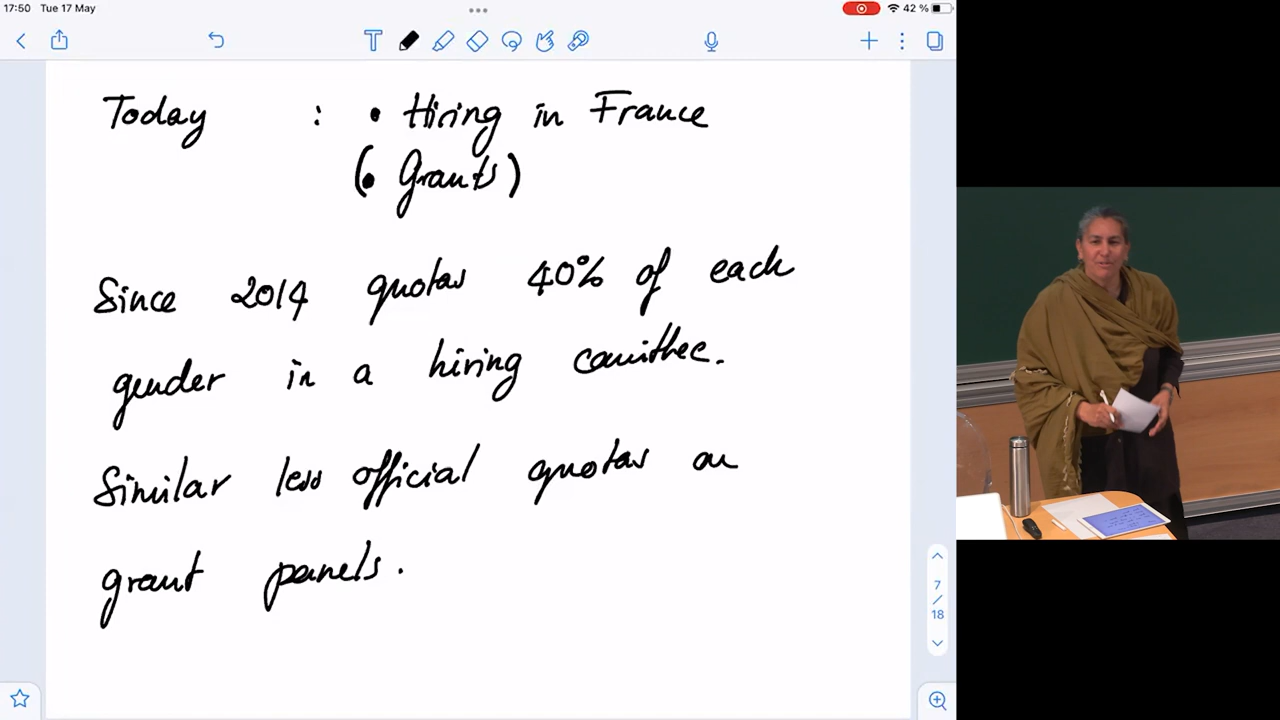 17:50 Tue 17 May
42 %
Today : • Hiring in France
(• Grants)
Since 2014 quotas 40% of each
gender in a hiring comittee.
Similar less official quotas on
grant panels.
7
/
18